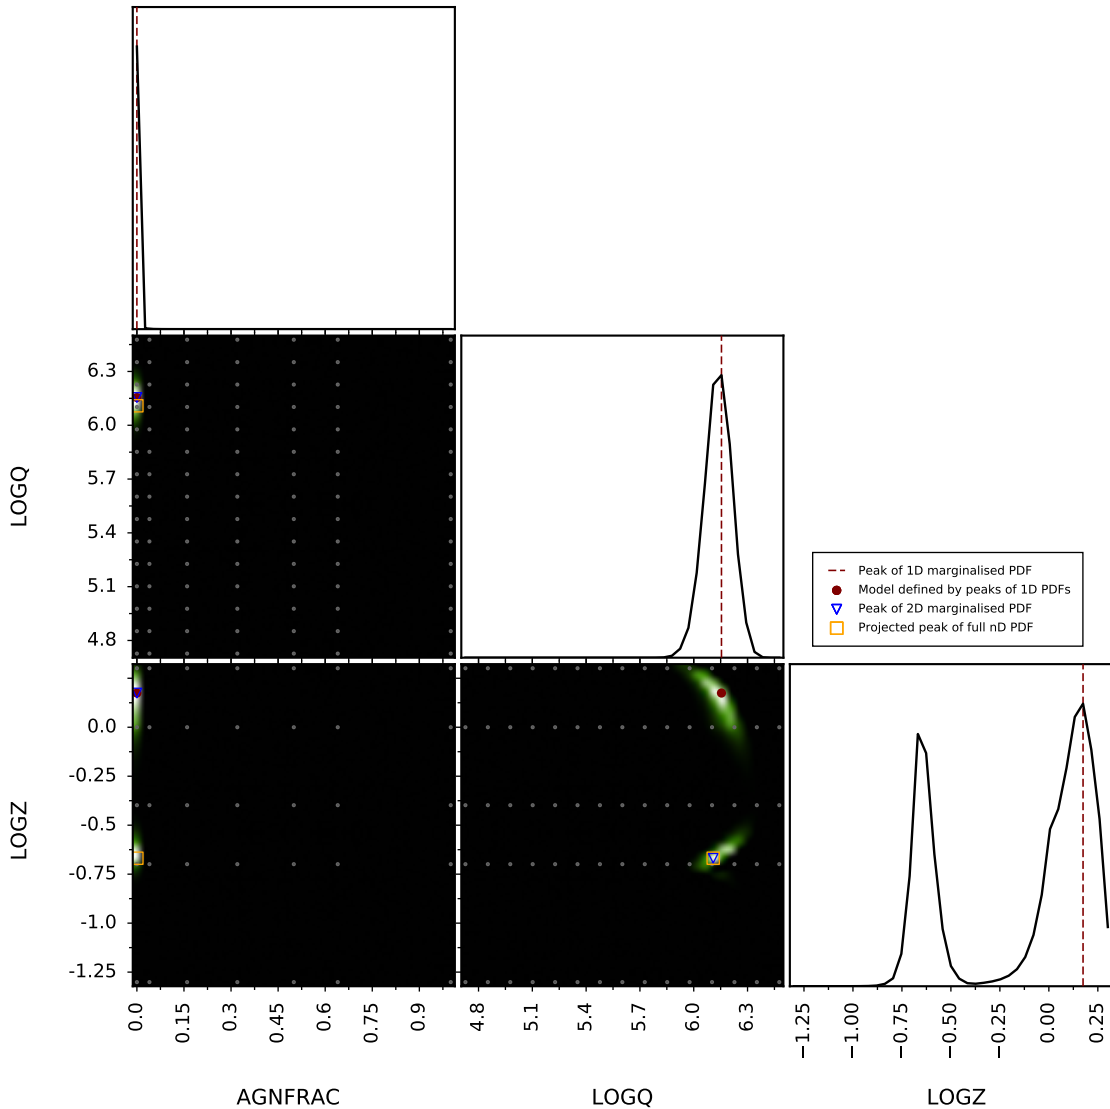 6.3
6.0
5.7
5.4
5.1
4.8
LOGQ
Peak of 1D marginalised PDF
Model defined by peaks of 1D PDFs
Peak of 2D marginalised PDF
Projected peak of full nD PDF
0.0
-0.25
-0.5
-0.75
-1.0
-1.25
LOGZ
0.0 0.15 0.3 0.45 0.6 0.75 0.9
4.8 5.1 5.4 5.7 6.0 6.3
−1.25 −1.00 −0.75 −0.50 −0.25 0.00 0.25
AGNFRAC LOGQ LOGZ